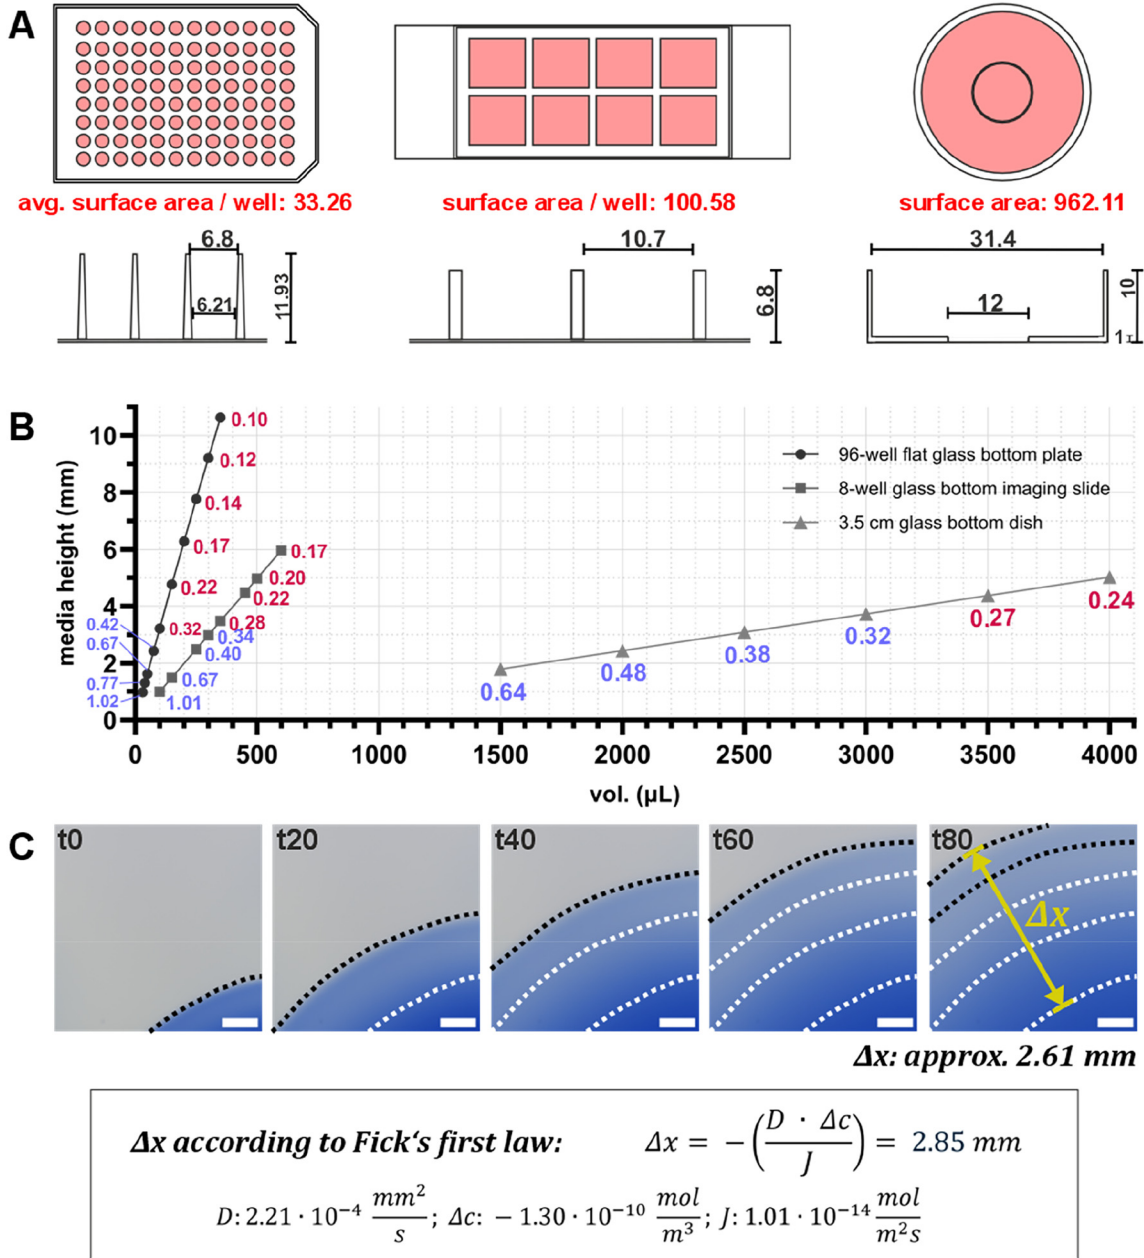 A
avg. surface area / well: 33.26
surface area / well: 100.58
surface area: 962.11
6.8
6.21
11.93
10.7
6.8
31.4
12
10
1
B
media height (mm)
10
8
6
4
2
0
0.10
0.12
0.14
0.17
0.22
0.32
0.42
0.67
0.77
1.02
0.17
0.20
0.22
0.28
0.34
0.40
0.67
1.01
96-well flat glass bottom plate
8-well glass bottom imaging slide
3.5 cm glass bottom dish
0.64
0.48
0.38
0.32
0.27
0.24
0 500 1000 1500 2000 2500 3000 3500 4000
vol. (µL)
C
t0
t20
t40
t60
t80
Δx
Δx: approx. 2.61 mm
Δx according to Fick's first law: Δx = −(D · Δc / J) = 2.85 mm
D: 2.21 · 10⁻⁴ mm²/s; Δc: − 1.30 · 10⁻¹⁰ mol/m³; J: 1.01 · 10⁻¹⁴ mol/m²s